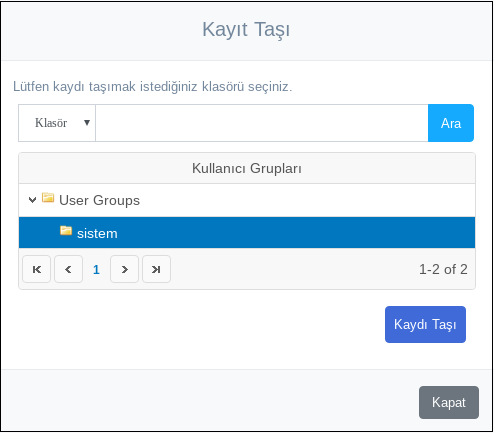 Kayıt Taşı
Lütfen kaydı taşımak istediğiniz klasörü seçiniz.
Klasör
Ara
Kullanıcı Grupları
User Groups
sistem
1
1-2 of 2
Kaydı Taşı
Kapat